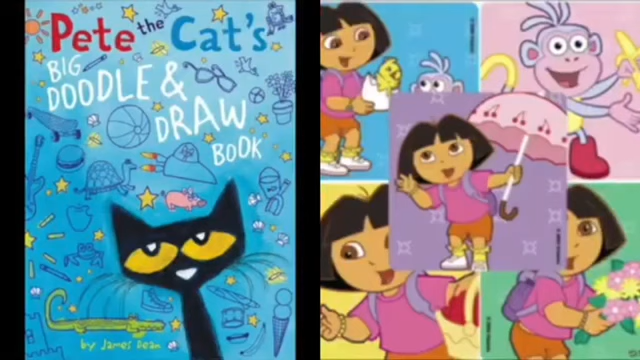 Pete the Cat's
BIG
DOODLE &
DRAW
BOOK
by James Dean